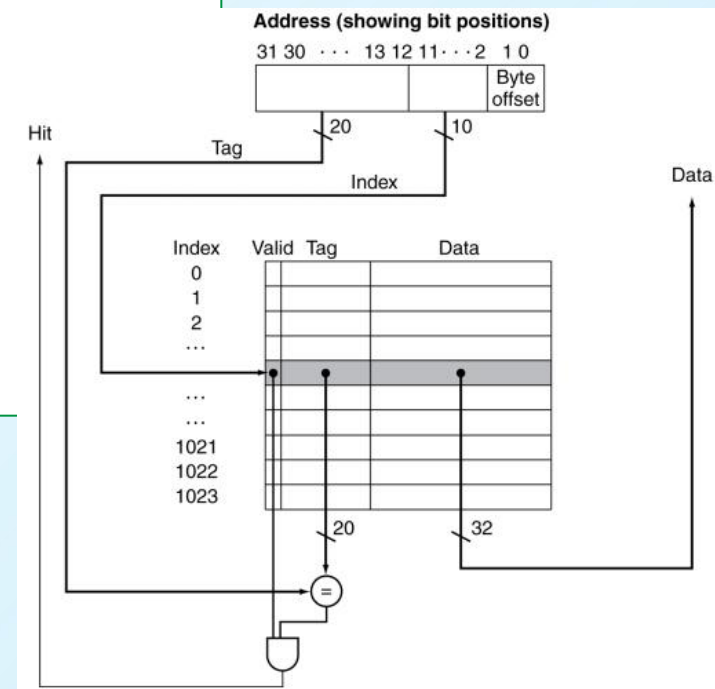 Address (showing bit positions)
31 30 · · · 13 12 11 · · · 2 1 0
Byte
offset
20
10
Hit
Tag
Index
Data
Index Valid Tag Data
0
1
2
...
...
...
1021
1022
1023
20
32
=